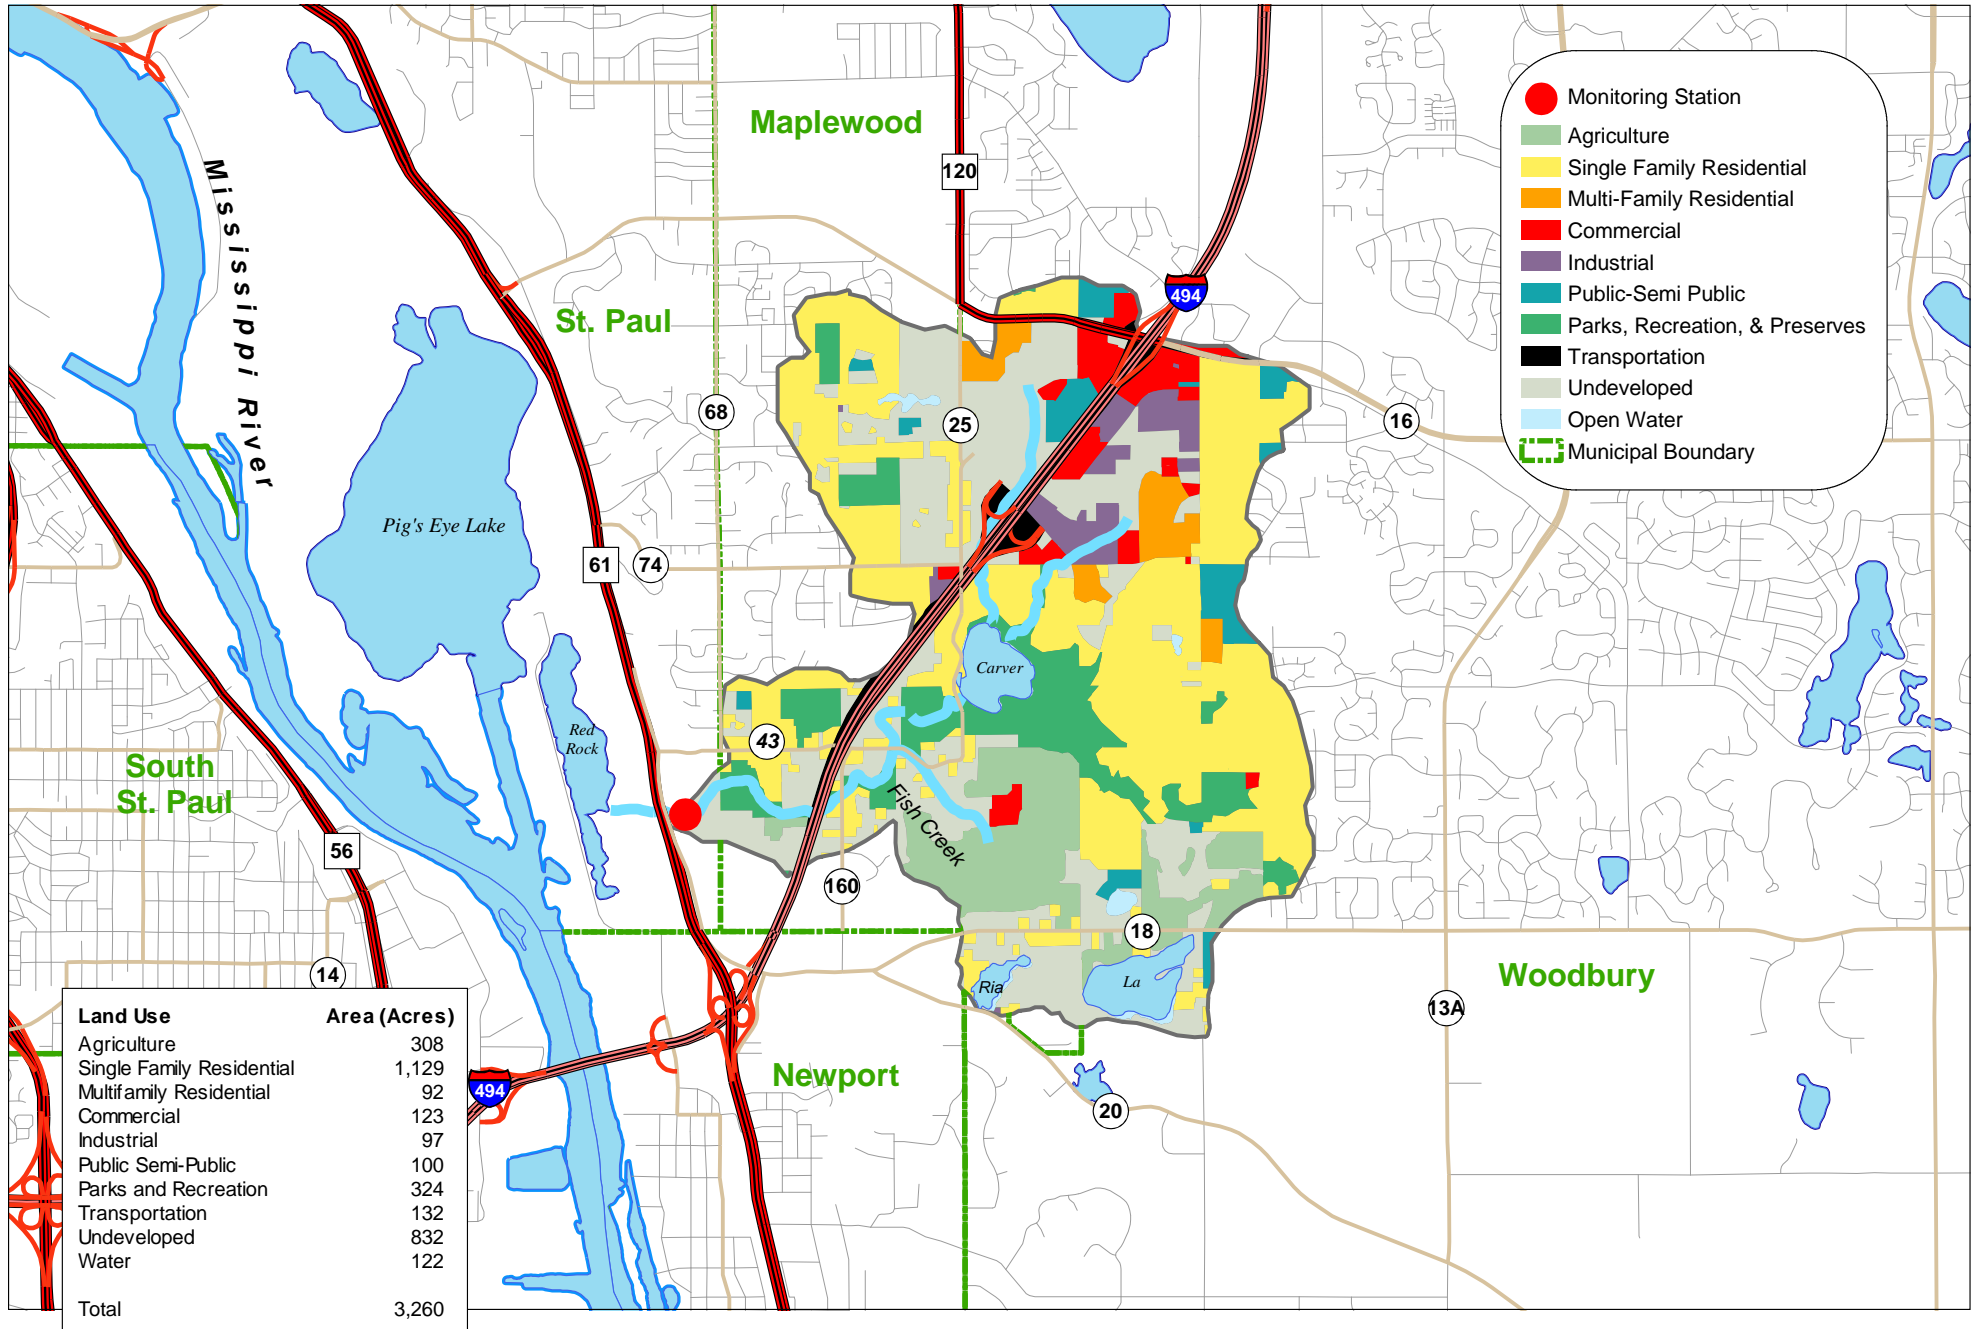 Maplewood
120
Mississippi River
St. Paul
494
68
25
16
Pig's Eye Lake
61
74
Carver
Red
Rock
43
South
St. Paul
Fish Creek
56
160
18
14
Ria
La
Woodbury
13A
Newport
494
20
Monitoring Station
Agriculture
Single Family Residential
Multi-Family Residential
Commercial
Industrial
Public-Semi Public
Parks, Recreation, & Preserves
Transportation
Undeveloped
Open Water
Municipal Boundary
Land Use Area (Acres)
Agriculture 308
Single Family Residential 1,129
Multifamily Residential 92
Commercial 123
Industrial 97
Public Semi-Public 100
Parks and Recreation 324
Transportation 132
Undeveloped 832
Water 122
Total 3,260